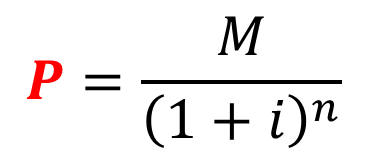 P = M / (1 + i)^n